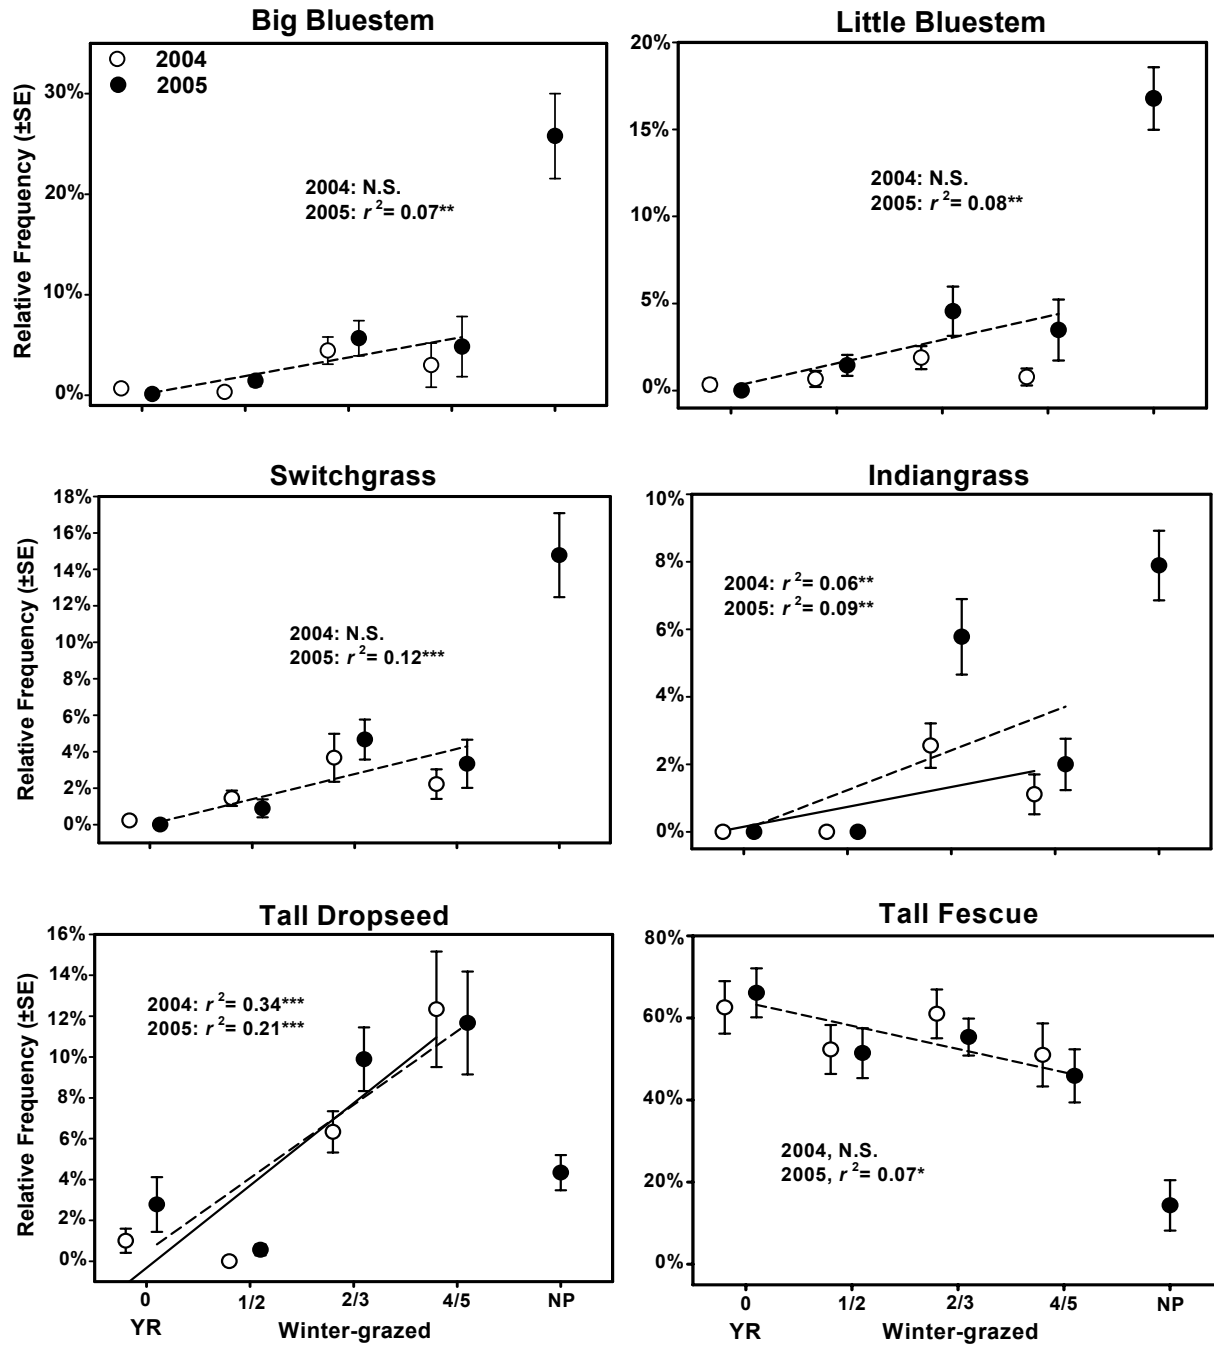 Big Bluestem
Little Bluestem
Relative Frequency (±SE)
30%
20%
10%
0%
2004
2005
2004: N.S.
2005: r²= 0.07**
20%
15%
10%
5%
0%
2004: N.S.
2005: r²= 0.08**
Switchgrass
Indiangrass
Relative Frequency (±SE)
18%
16%
14%
12%
10%
8%
6%
4%
2%
0%
2004: N.S.
2005: r²= 0.12***
10%
8%
6%
4%
2%
0%
2004: r²= 0.06**
2005: r²= 0.09**
Tall Dropseed
Tall Fescue
Relative Frequency (±SE)
16%
14%
12%
10%
8%
6%
4%
2%
0%
2004: r²= 0.34***
2005: r²= 0.21***
0 1/2 2/3 4/5 NP
YR Winter-grazed
80%
60%
40%
20%
0%
2004, N.S.
2005, r²= 0.07*
0 1/2 2/3 4/5 NP
YR Winter-grazed